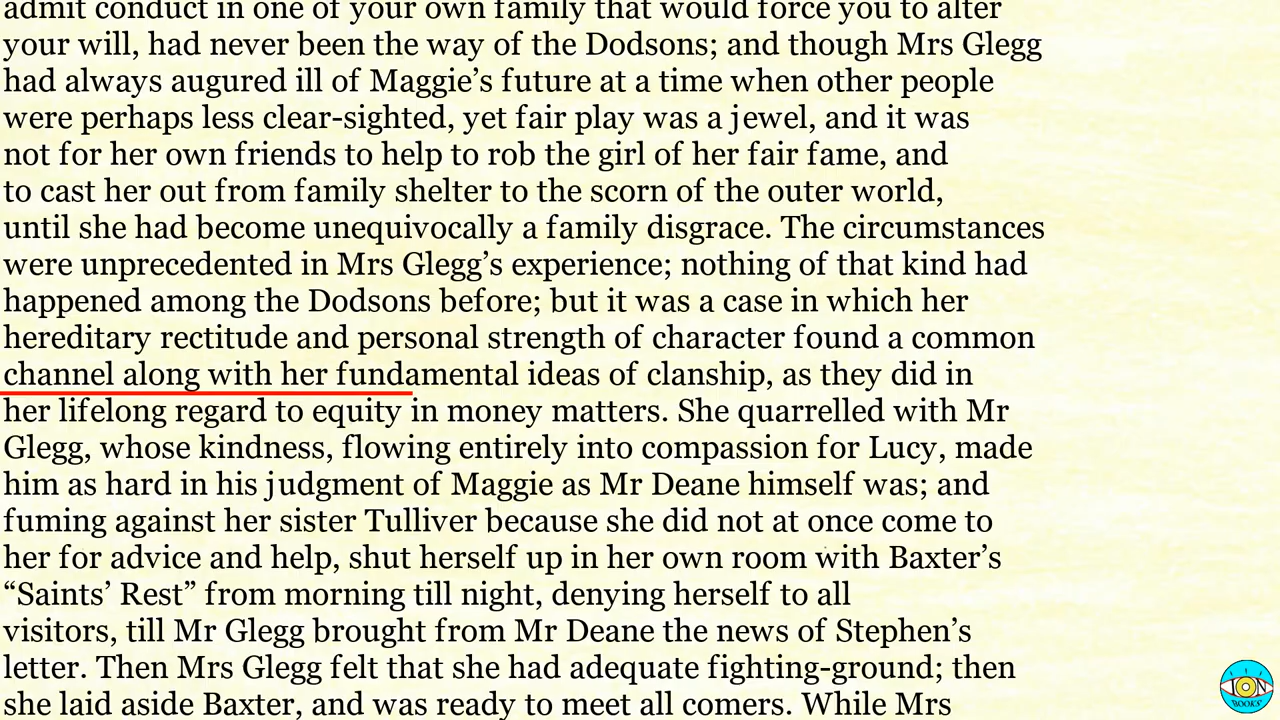 admit conduct in one of your own family that would force you to alter
your will, had never been the way of the Dodsons; and though Mrs Glegg
had always augured ill of Maggie’s future at a time when other people
were perhaps less clear-sighted, yet fair play was a jewel, and it was
not for her own friends to help to rob the girl of her fair fame, and
to cast her out from family shelter to the scorn of the outer world,
until she had become unequivocally a family disgrace. The circumstances
were unprecedented in Mrs Glegg’s experience; nothing of that kind had
happened among the Dodsons before; but it was a case in which her
hereditary rectitude and personal strength of character found a common
channel along with her fundamental ideas of clanship, as they did in
her lifelong regard to equity in money matters. She quarrelled with Mr
Glegg, whose kindness, flowing entirely into compassion for Lucy, made
him as hard in his judgment of Maggie as Mr Deane himself was; and
fuming against her sister Tulliver because she did not at once come to
her for advice and help, shut herself up in her own room with Baxter’s
“Saints’ Rest” from morning till night, denying herself to all
visitors, till Mr Glegg brought from Mr Deane the news of Stephen’s
letter. Then Mrs Glegg felt that she had adequate fighting-ground; then
she laid aside Baxter, and was ready to meet all comers. While Mrs
ION
BOOKS